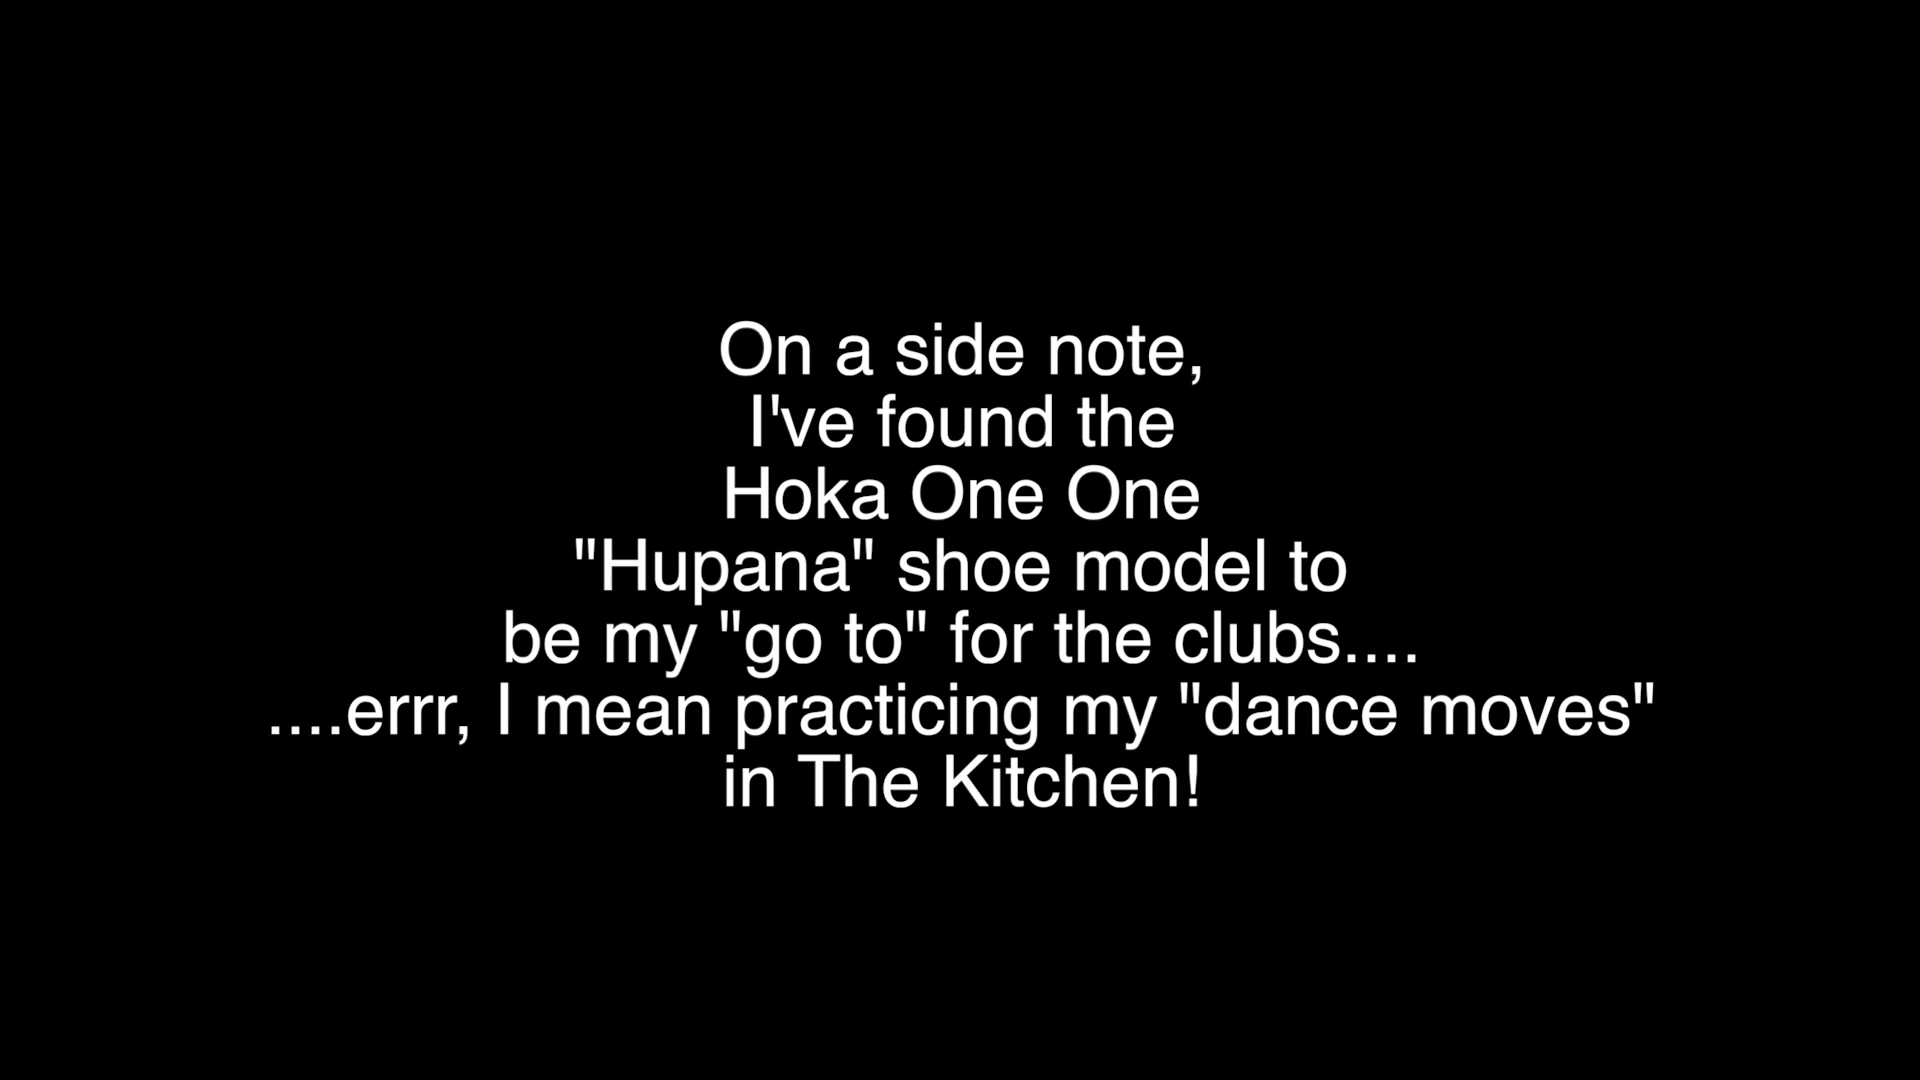 On a side note,
I've found the
Hoka One One
"Hupana" shoe model to
be my "go to" for the clubs....
....errr, I mean practicing my "dance moves"
in The Kitchen!